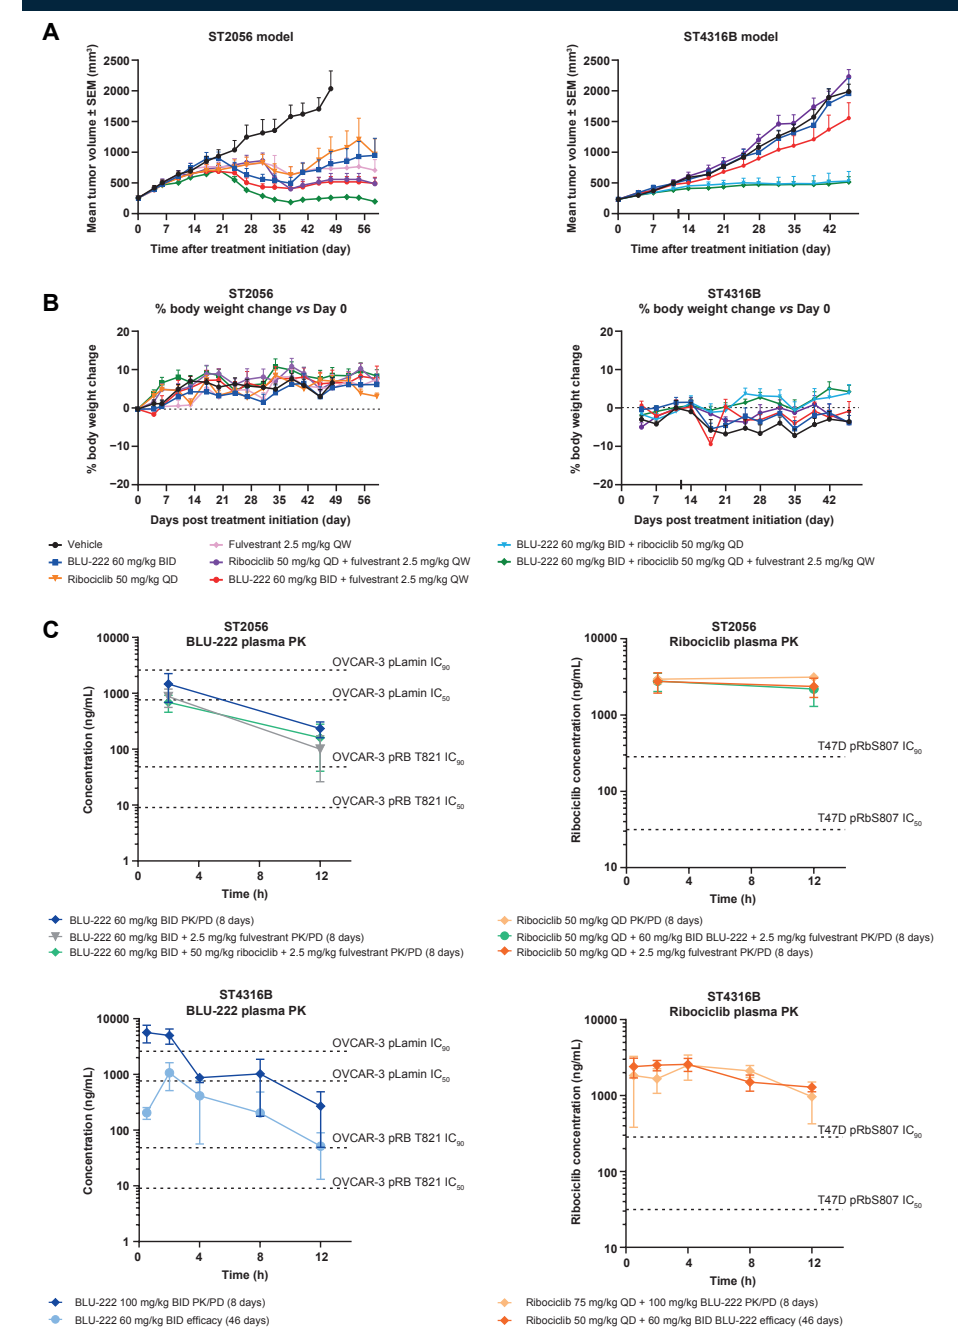 A
ST2056 model
ST4316B model
Mean tumor volume ± SEM (mm³)
2500
2000
1500
1000
500
0
0 7 14 21 28 35 42 49 56
Time after treatment initiation (day)
Mean tumor volume ± SEM (mm³)
2500
2000
1500
1000
500
0
0 7 14 21 28 35 42
Time after treatment initiation (day)
B
ST2056
% body weight change vs Day 0
ST4316B
% body weight change vs Day 0
% body weight change
20
10
0
−10
−20
0 7 14 21 28 35 42 49 56
Days post treatment initiation (day)
% body weight change
20
10
0
−10
−20
0 7 14 21 28 35 42
Days post treatment initiation (day)
Vehicle
BLU-222 60 mg/kg BID
Ribociclib 50 mg/kg QD
Fulvestrant 2.5 mg/kg QW
Ribociclib 50 mg/kg QD + fulvestrant 2.5 mg/kg QW
BLU-222 60 mg/kg BID + fulvestrant 2.5 mg/kg QW
BLU-222 60 mg/kg BID + ribociclib 50 mg/kg QD
BLU-222 60 mg/kg BID + ribociclib 50 mg/kg QD + fulvestrant 2.5 mg/kg QW
C
ST2056
BLU-222 plasma PK
Concentration (ng/mL)
10000
1000
100
10
1
OVCAR-3 pLamin IC90
OVCAR-3 pLamin IC50
OVCAR-3 pRB T821 IC90
OVCAR-3 pRB T821 IC50
0 4 8 12
Time (h)
BLU-222 60 mg/kg BID PK/PD (8 days)
BLU-222 60 mg/kg BID + 2.5 mg/kg fulvestrant PK/PD (8 days)
BLU-222 60 mg/kg BID + 50 mg/kg ribociclib + 2.5 mg/kg fulvestrant PK/PD (8 days)
ST2056
Ribociclib plasma PK
Ribociclib concentration (ng/mL)
10000
1000
100
10
T47D pRbS807 IC90
T47D pRbS807 IC50
0 4 8 12
Time (h)
Ribociclib 50 mg/kg QD PK/PD (8 days)
Ribociclib 50 mg/kg QD + 60 mg/kg BID BLU-222 + 2.5 mg/kg fulvestrant PK/PD (8 days)
Ribociclib 50 mg/kg QD + 2.5 mg/kg fulvestrant PK/PD (8 days)
ST4316B
BLU-222 plasma PK
Concentration (ng/mL)
10000
1000
100
10
1
OVCAR-3 pLamin IC90
OVCAR-3 pLamin IC50
OVCAR-3 pRB T821 IC90
OVCAR-3 pRB T821 IC50
0 4 8 12
Time (h)
BLU-222 100 mg/kg BID PK/PD (8 days)
BLU-222 60 mg/kg BID efficacy (46 days)
ST4316B
Ribociclib plasma PK
Ribociclib concentration (ng/mL)
10000
1000
100
10
T47D pRbS807 IC90
T47D pRbS807 IC50
0 4 8 12
Time (h)
Ribociclib 75 mg/kg QD + 100 mg/kg BLU-222 PK/PD (8 days)
Ribociclib 50 mg/kg QD + 60 mg/kg BID BLU-222 efficacy (46 days)